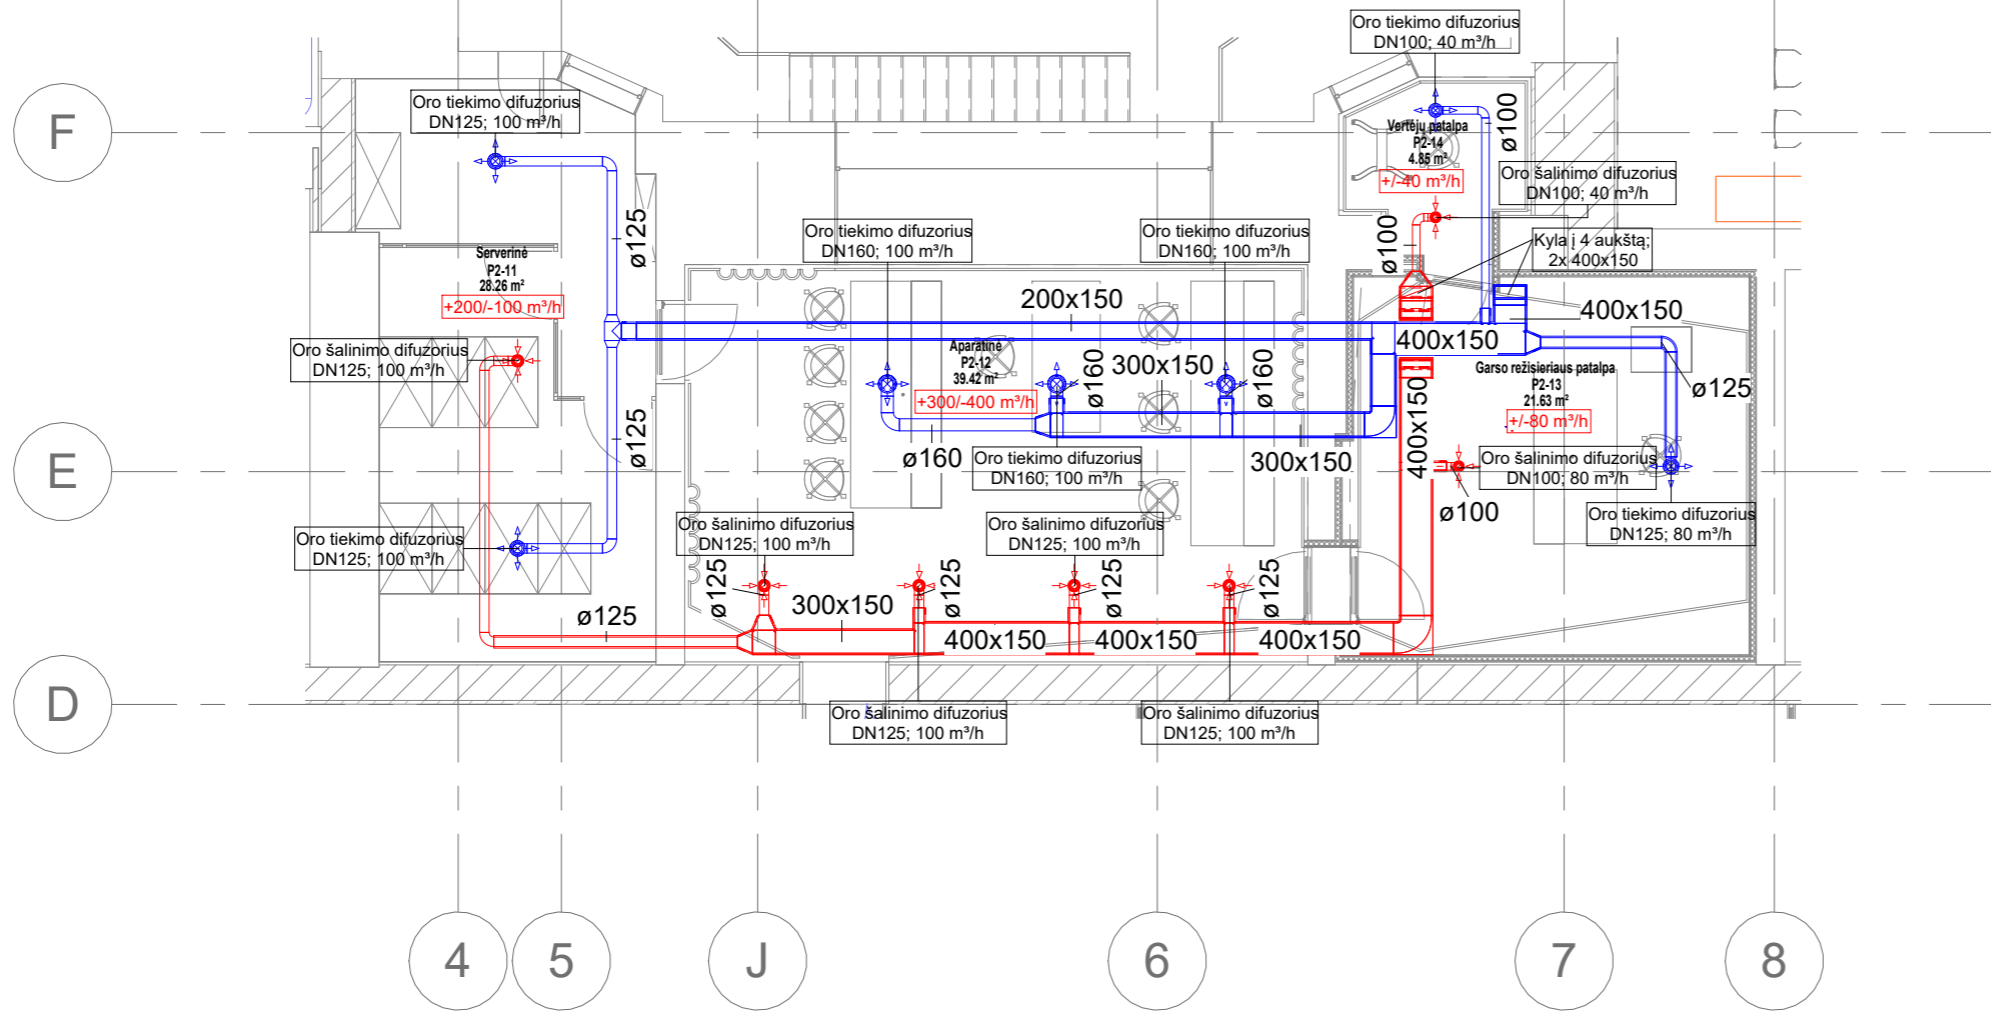 Oro tiekimo difuzorius
DN100; 40 m³/h
F
Oro tiekimo difuzorius
DN125; 100 m³/h
ø100
Vertėjų patalpa
P2-14
4.85 m²
+/-40 m³/h
Oro šalinimo difuzorius
DN100; 40 m³/h
ø125
Serverinė
P2-11
28.26 m²
+200/-100 m³/h
Oro tiekimo difuzorius
DN160; 100 m³/h
Oro tiekimo difuzorius
DN160; 100 m³/h
ø100
Kyla į 4 aukštą;
2x 400x150
200x150
400x150
400x150
Oro šalinimo difuzorius
DN125; 100 m³/h
Aparatinė
P2-12
39.42 m²
+300/-400 m³/h
ø160
300x150
ø160
Garso režisieriaus patalpa
P2-13
21.63 m²
+/-80 m³/h
ø125
400x150
ø125
ø160
Oro tiekimo difuzorius
DN160; 100 m³/h
300x150
Oro šalinimo difuzorius
DN100; 80 m³/h
E
ø100
Oro tiekimo difuzorius
DN125; 80 m³/h
Oro tiekimo difuzorius
DN125; 100 m³/h
Oro šalinimo difuzorius
DN125; 100 m³/h
Oro šalinimo difuzorius
DN125; 100 m³/h
ø125
ø125
ø125
ø125
ø125
300x150
400x150
400x150
400x150
D
Oro šalinimo difuzorius
DN125; 100 m³/h
Oro šalinimo difuzorius
DN125; 100 m³/h
4
5
J
6
7
8